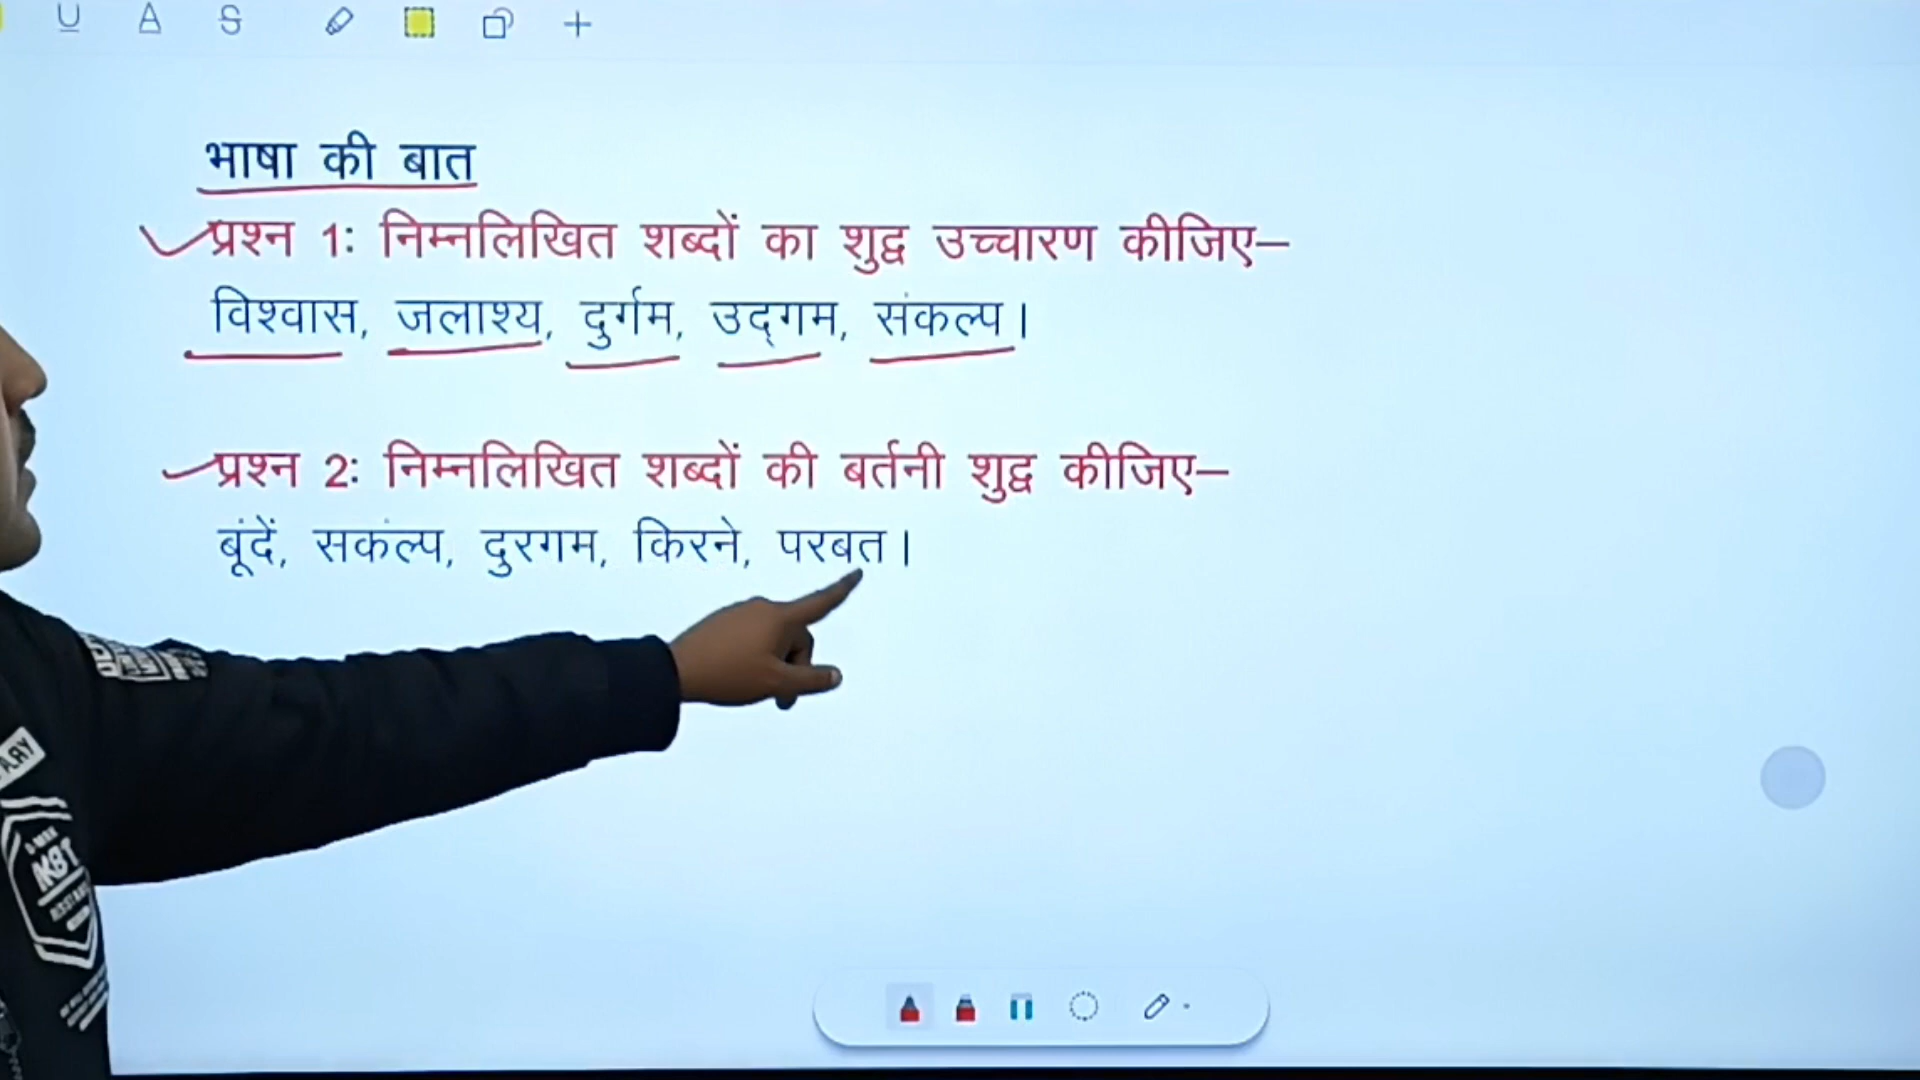 भाषा की बात
प्रश्न 1: निम्नलिखित शब्दों का शुद्ध उच्चारण कीजिए–
विश्वास, जलाश्य, दुर्गम, उद्‌गम, संकल्प।
प्रश्न 2: निम्नलिखित शब्दों की बर्तनी शुद्ध कीजिए–
बूंदें, सकंल्प, दुरगम, किरने, परबत।